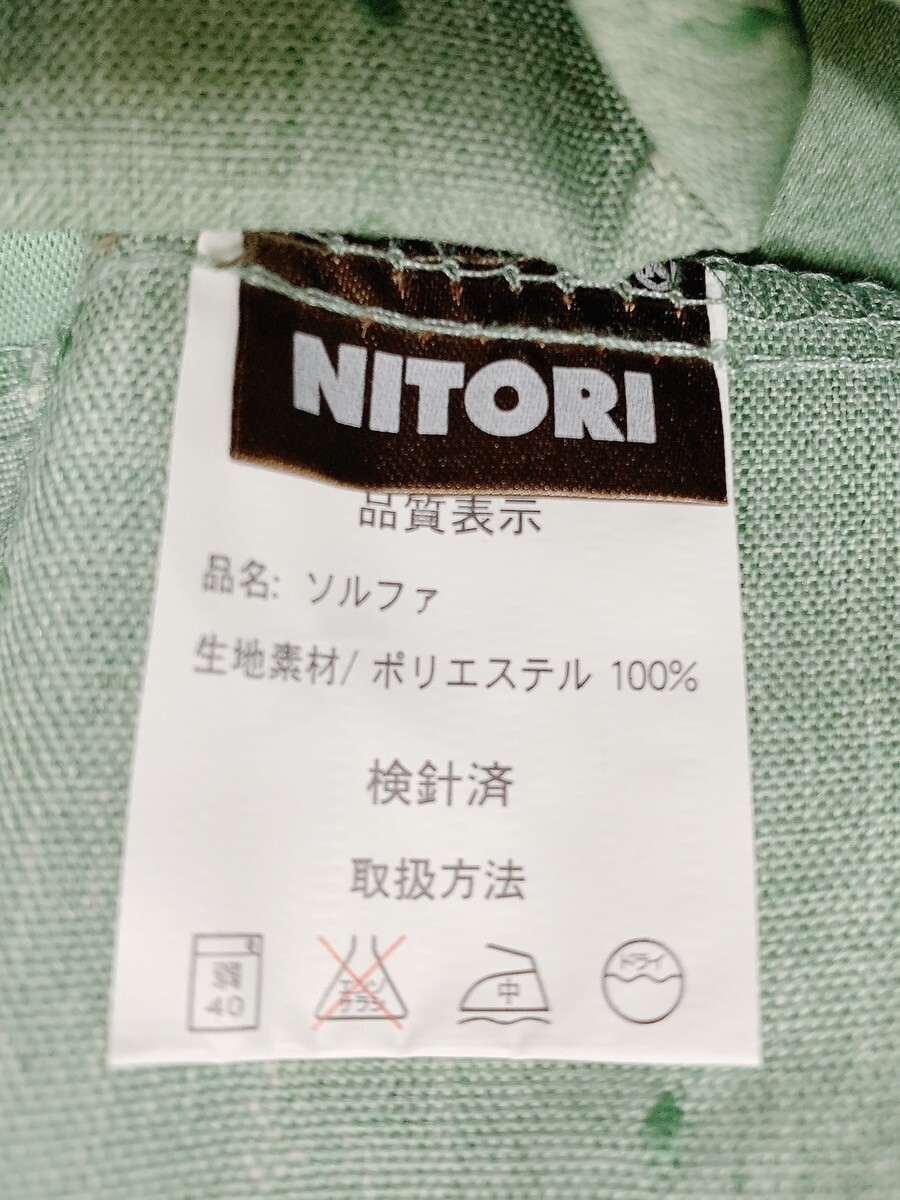 NITORI
品質表示
品名: ソルファ
生地素材/ ポリエステル 100%
検針済
取扱方法
弱
40
エンソ
サラシ
中
ドライ